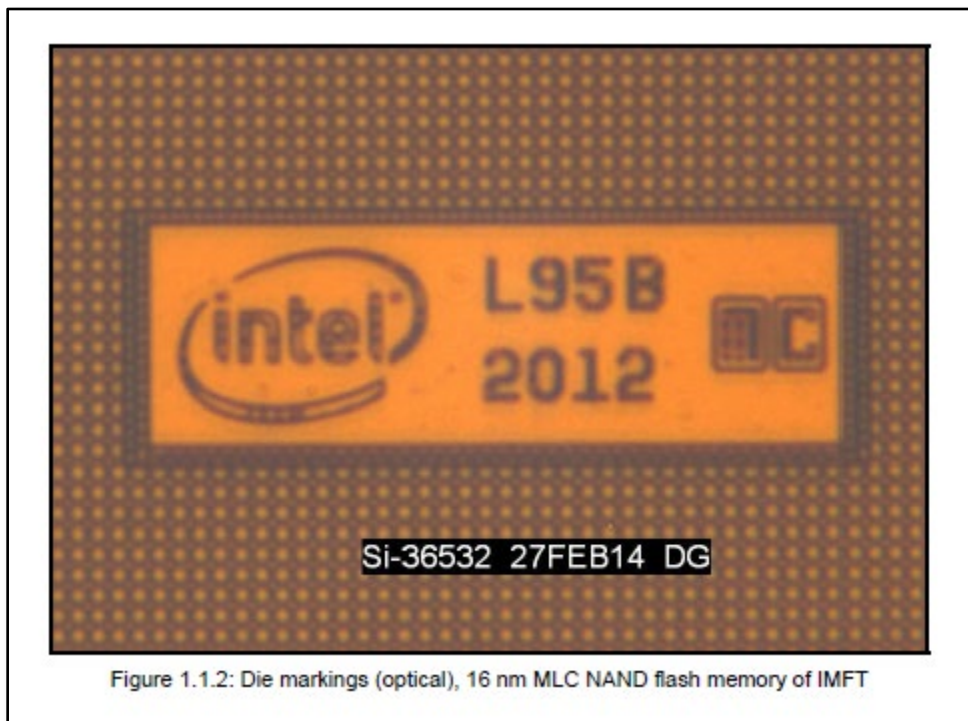 intel
L95B
2012
Si-36532 27FEB14 DG
Figure 1.1.2: Die markings (optical), 16 nm MLC NAND flash memory of IMFT